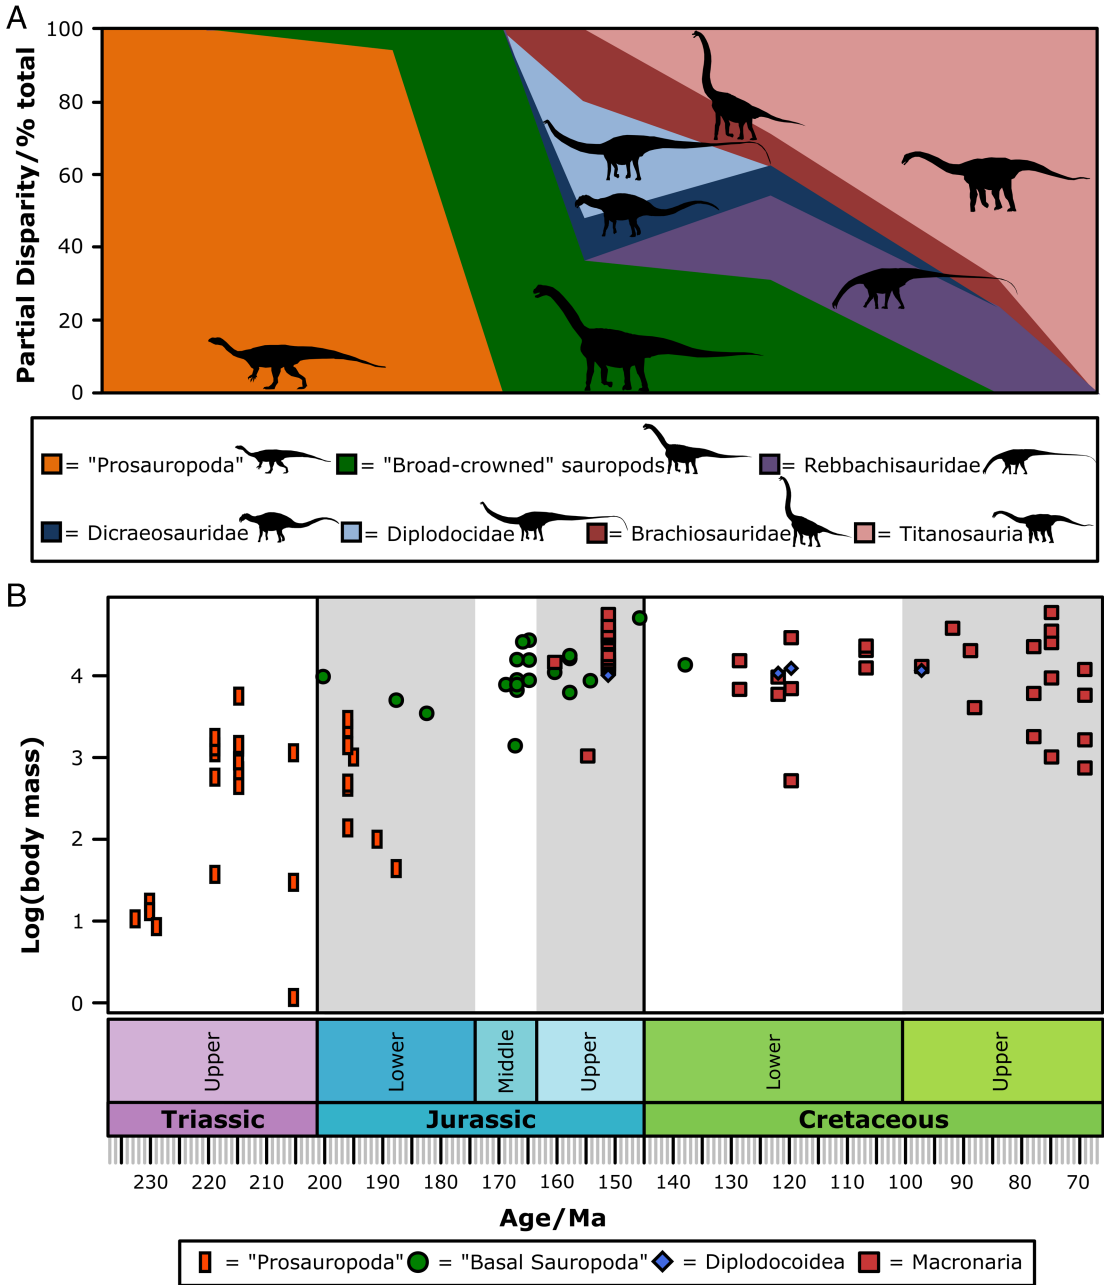 A
Partial Disparity/% total
100
80
60
40
20
0
= "Prosauropoda"
= "Broad-crowned" sauropods
= Rebbachisauridae
= Dicraeosauridae
= Diplodocidae
= Brachiosauridae
= Titanosauria
B
Log(body mass)
4
3
2
1
0
Upper
Lower
Middle
Upper
Lower
Upper
Triassic
Jurassic
Cretaceous
230 220 210 200 190 180 170 160 150 140 130 120 110 100 90 80 70
Age/Ma
= "Prosauropoda" = "Basal Sauropoda" = Diplodocoidea = Macronaria